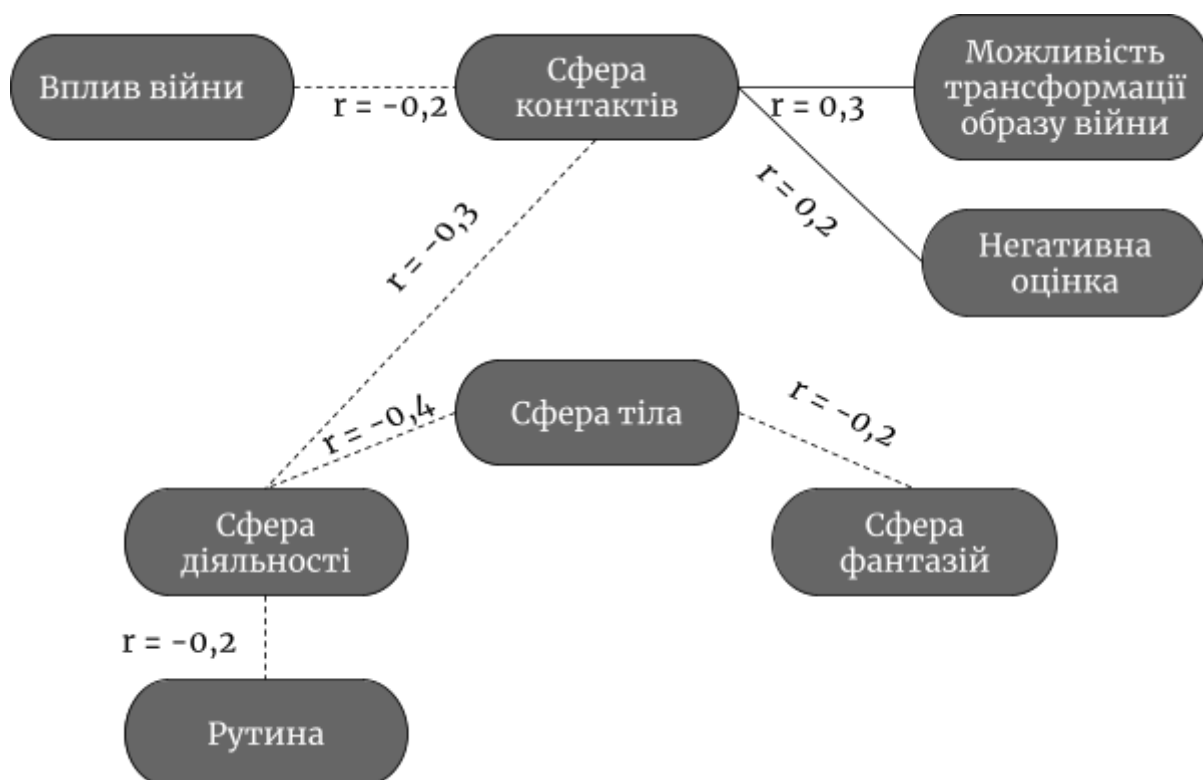 Вплив війни
r = -0,2
Сфера
контактів
r = 0,3
Можливість
трансформації
образу війни
r = 0,2
Негативна
оцінка
r = -0,3
r = -0,4
Сфера тіла
r = -0,2
Сфера
діяльності
Сфера
фантазій
r = -0,2
Рутина